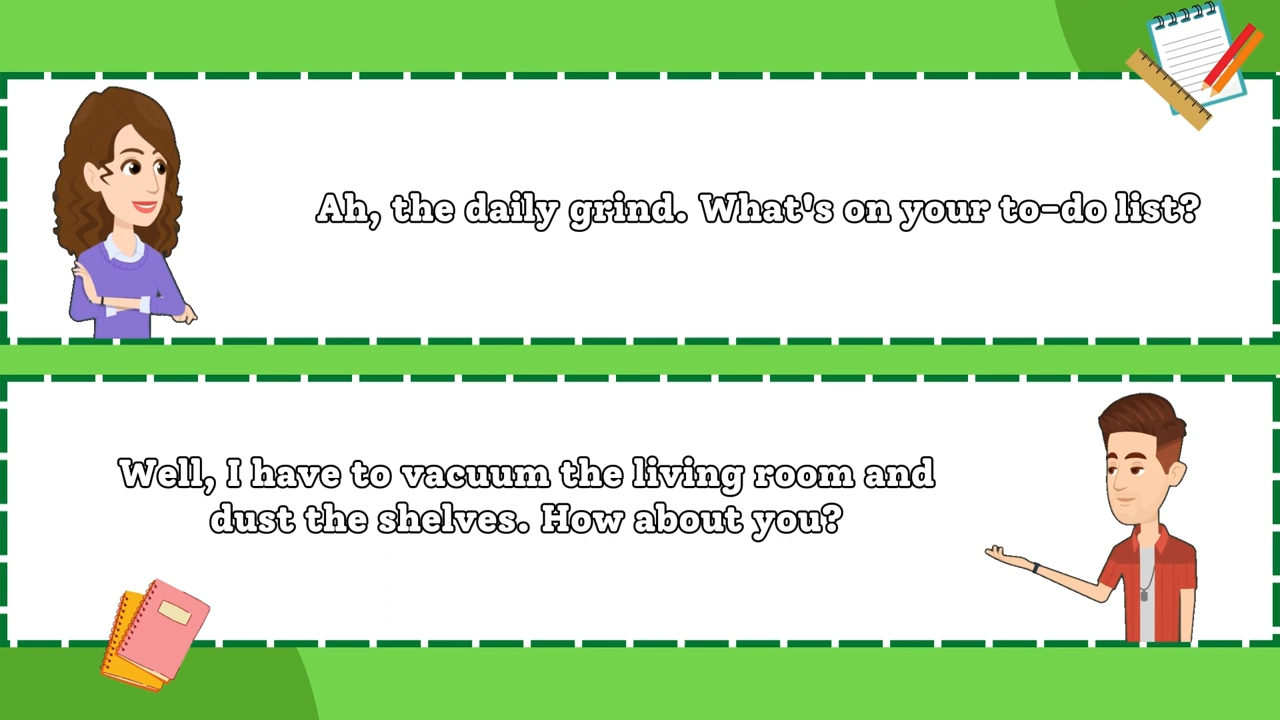 Ah, the daily grind. What's on your to-do list?
Well, I have to vacuum the living room and
dust the shelves. How about you?